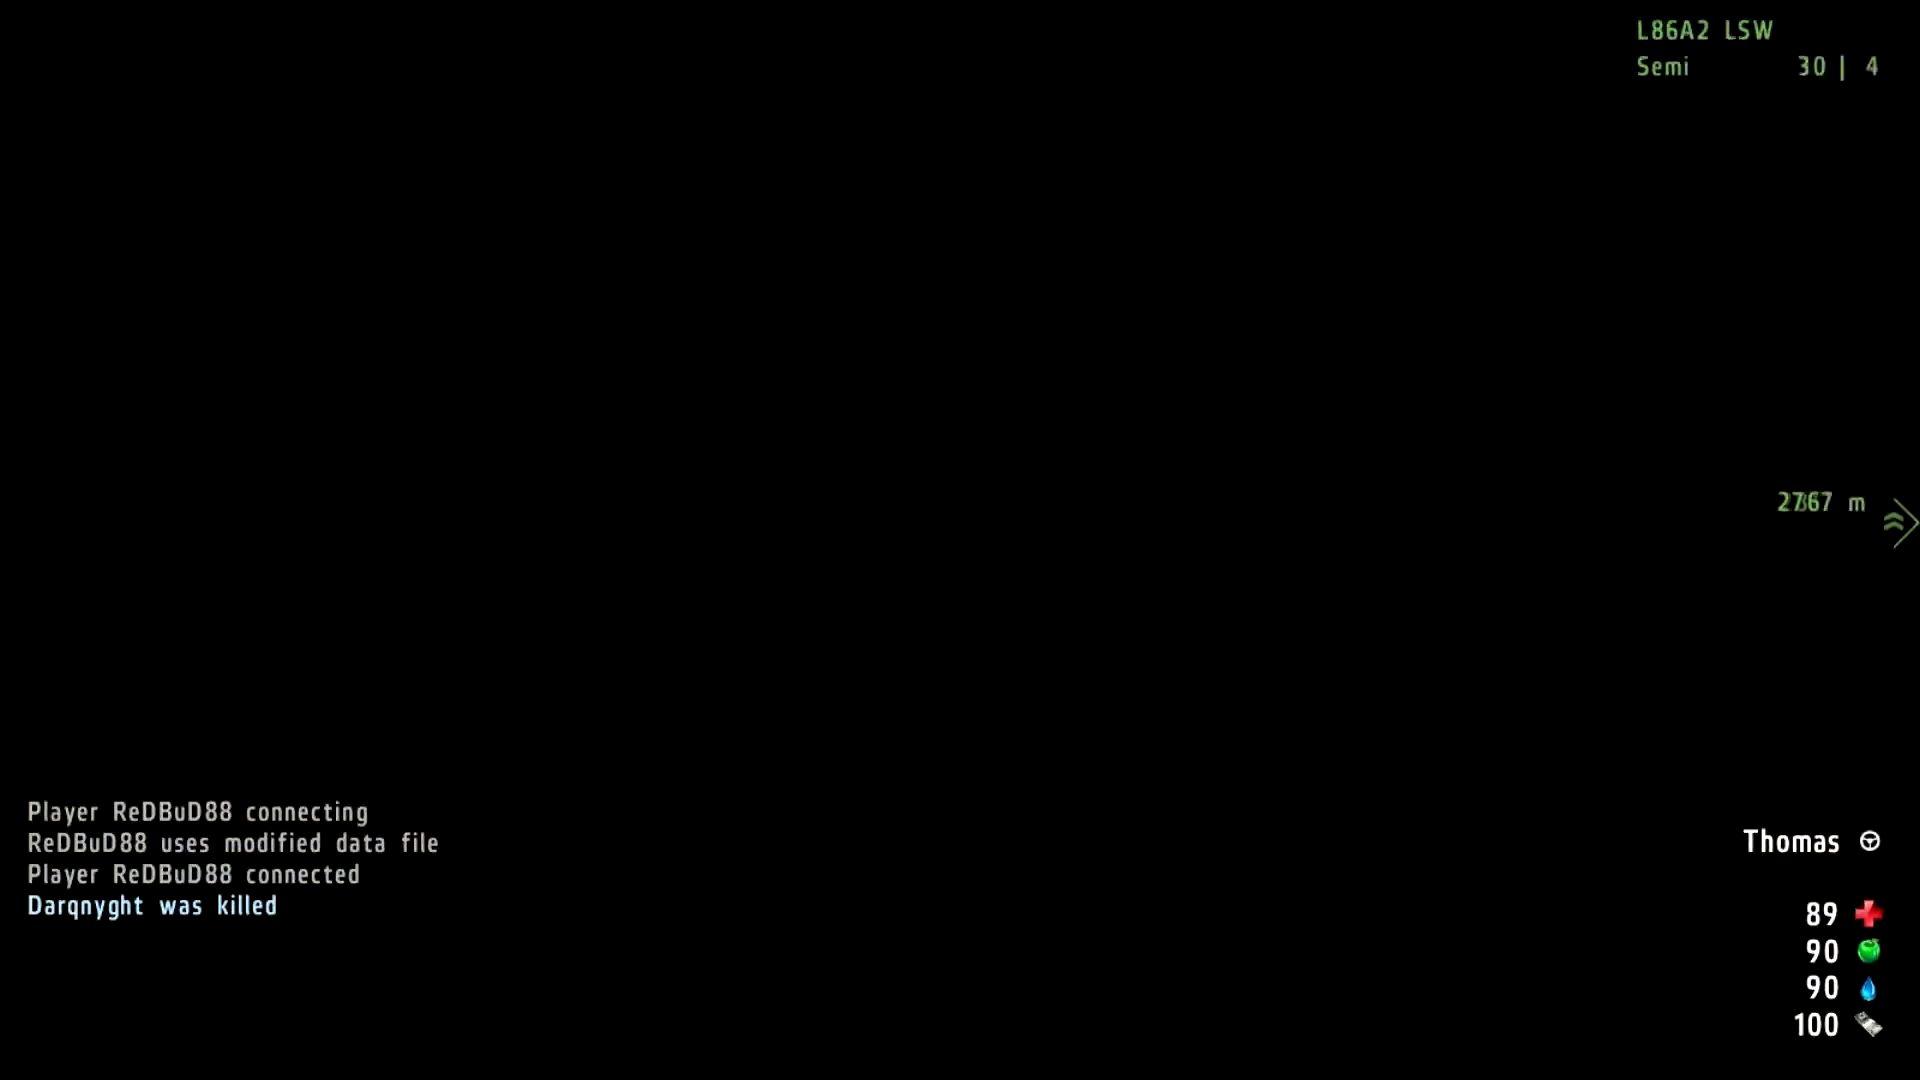 L86A2 LSW
Semi 30 | 4
m
Player ReDBuD88 connecting
ReDBuD88 uses modified data file
Player ReDBuD88 connected
Darqnyght was killed
Thomas
89
90
90
100